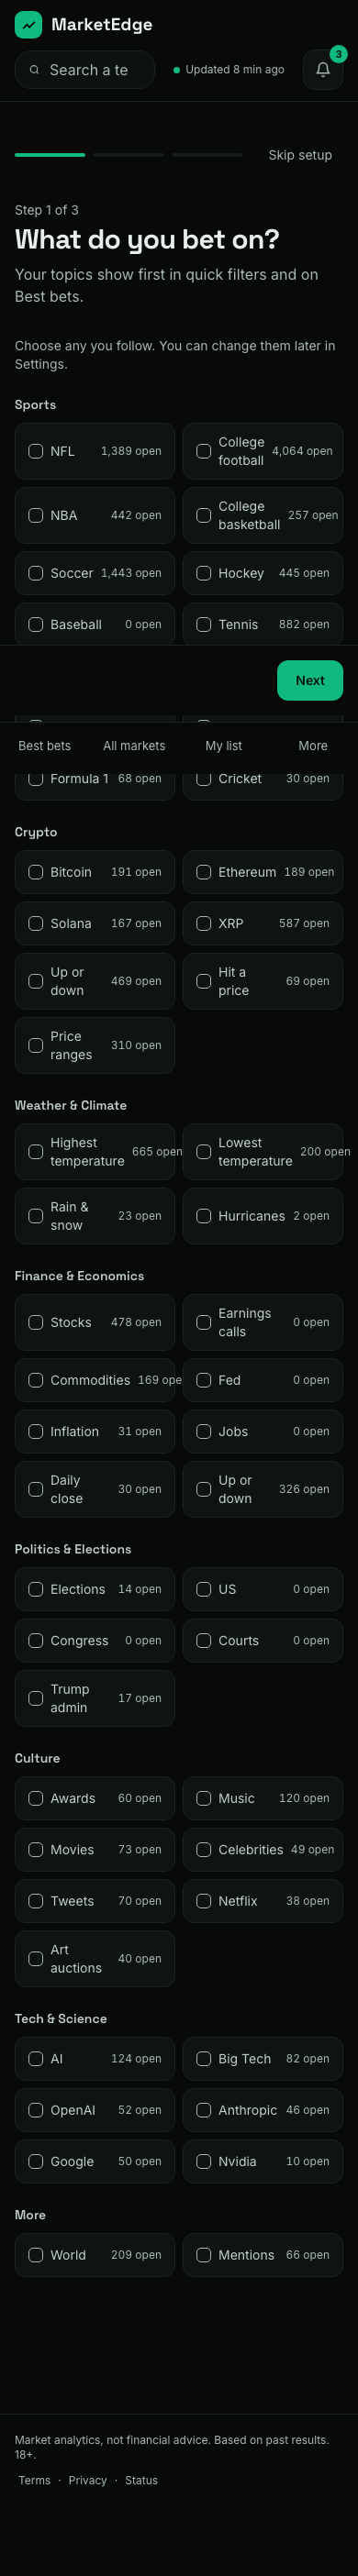 MarketEdge
Search a te
Updated 8 min ago
3
Skip setup
Step 1 of 3
What do you bet on?
Your topics show first in quick filters and on
Best bets.
Choose any you follow. You can change them later in
Settings.
Sports
NFL 1,389 open
College
football 4,064 open
NBA 442 open
College
basketball 257 open
Soccer 1,443 open
Hockey 445 open
Baseball 0 open
Tennis 882 open
Next
Best bets All markets My list More
Formula 1 68 open
Cricket 30 open
Crypto
Bitcoin 191 open
Ethereum 189 open
Solana 167 open
XRP 587 open
Up or
down 469 open
Hit a
price 69 open
Price
ranges 310 open
Weather & Climate
Highest
temperature 665 open
Lowest
temperature 200 open
Rain &
snow 23 open
Hurricanes 2 open
Finance & Economics
Stocks 478 open
Earnings
calls 0 open
Commodities 169 ope
Fed 0 open
Inflation 31 open
Jobs 0 open
Daily
close 30 open
Up or
down 326 open
Politics & Elections
Elections 14 open
US 0 open
Congress 0 open
Courts 0 open
Trump
admin 17 open
Culture
Awards 60 open
Music 120 open
Movies 73 open
Celebrities 49 open
Tweets 70 open
Netflix 38 open
Art
auctions 40 open
Tech & Science
AI 124 open
Big Tech 82 open
OpenAI 52 open
Anthropic 46 open
Google 50 open
Nvidia 10 open
More
World 209 open
Mentions 66 open
Market analytics, not financial advice. Based on past results.
18+.
Terms · Privacy · Status